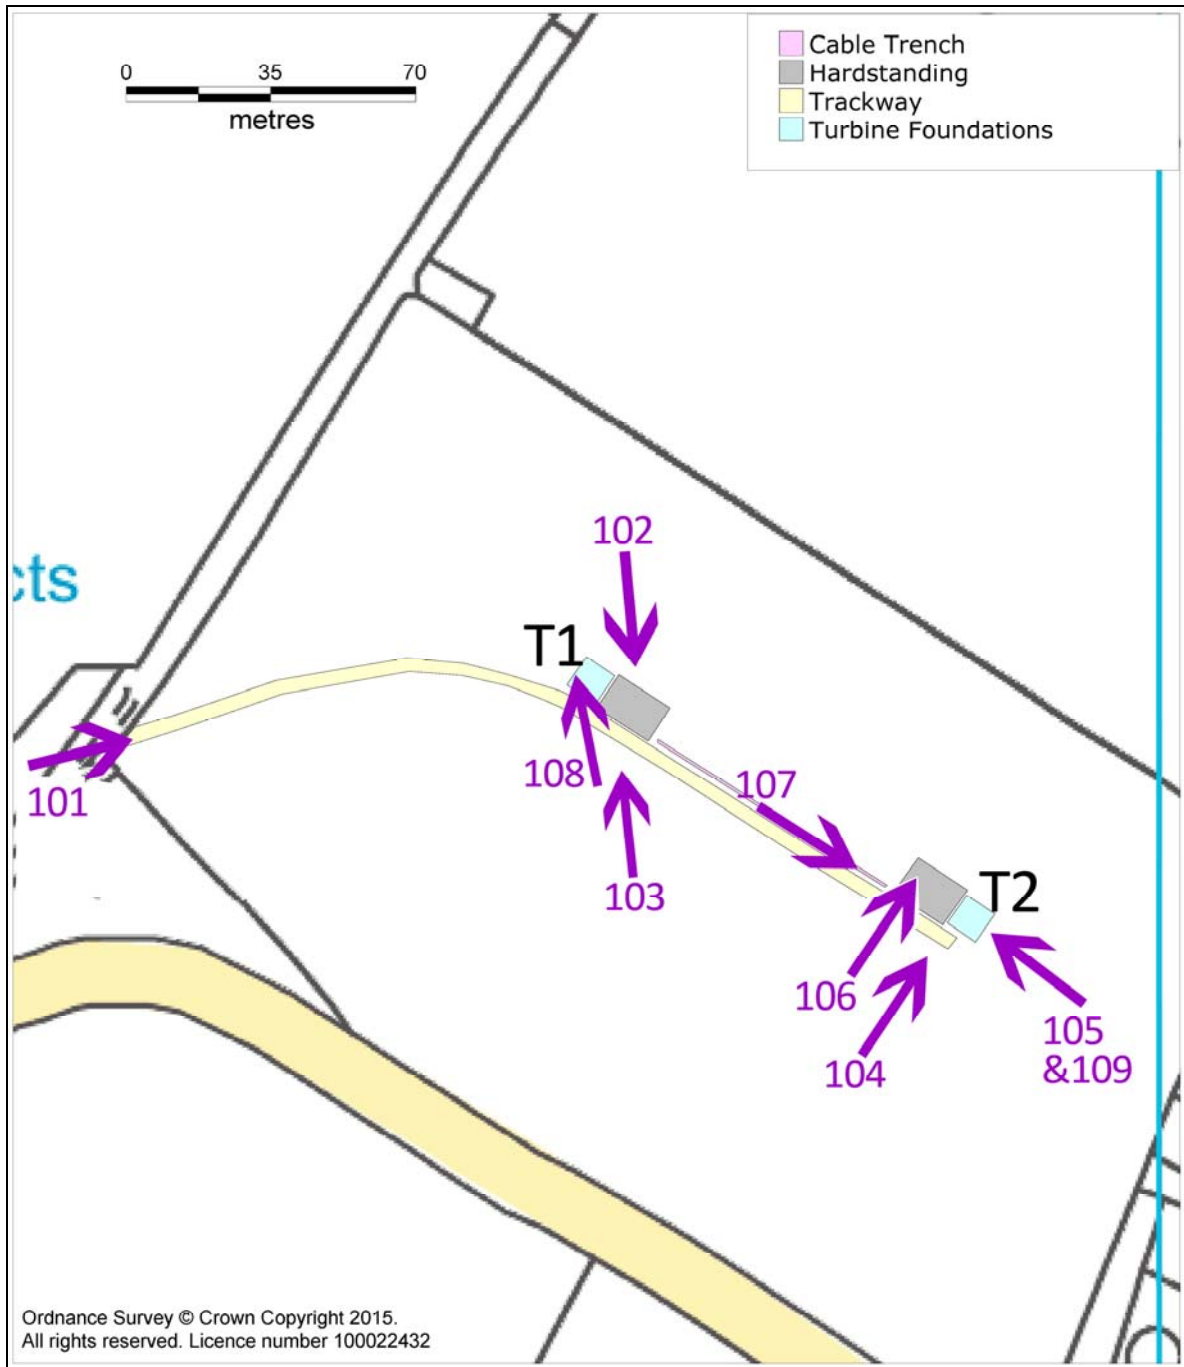 0 35 70
metres
Cable Trench
Hardstanding
Trackway
Turbine Foundations
102
cts
T1
108
107
101
103
T2
106
105
&109
104
Ordnance Survey © Crown Copyright 2015.
All rights reserved. Licence number 100022432